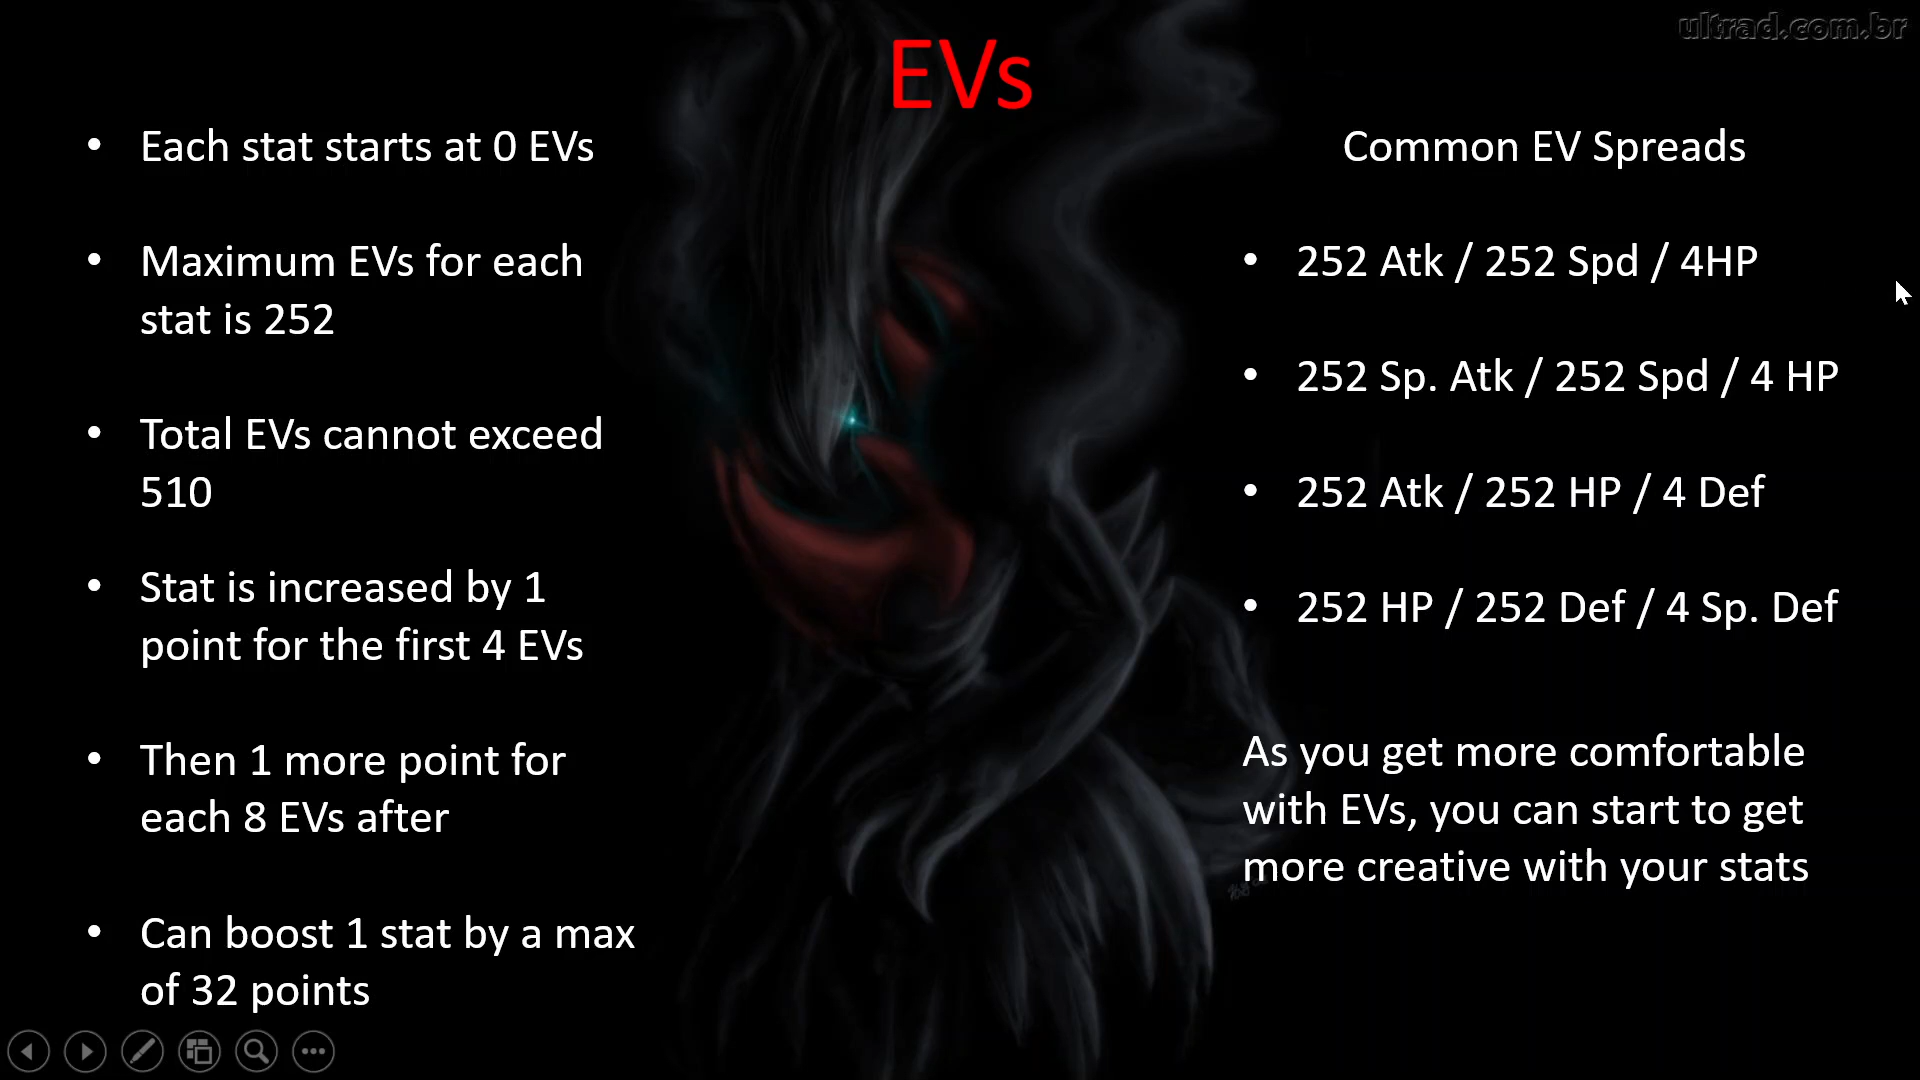 ultrad.com.br
EVs
• Each stat starts at 0 EVs
• Maximum EVs for each
stat is 252
• Total EVs cannot exceed
510
• Stat is increased by 1
point for the first 4 EVs
• Then 1 more point for
each 8 EVs after
• Can boost 1 stat by a max
of 32 points
Common EV Spreads
• 252 Atk / 252 Spd / 4HP
• 252 Sp. Atk / 252 Spd / 4 HP
• 252 Atk / 252 HP / 4 Def
• 252 HP / 252 Def / 4 Sp. Def
As you get more comfortable
with EVs, you can start to get
more creative with your stats